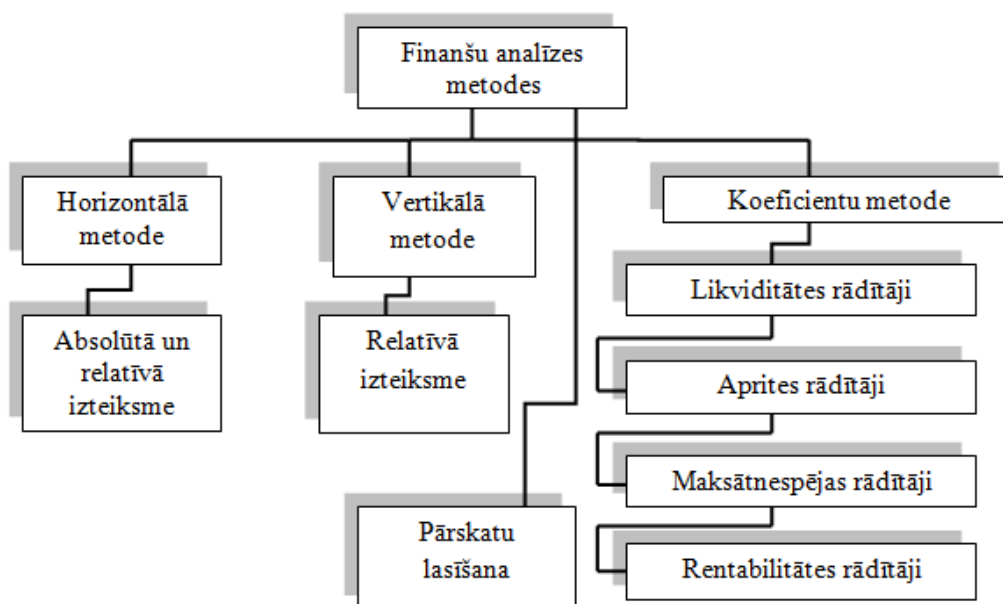 Finanšu analīzes
metodes
Horizontālā
metode
Vertikālā
metode
Koeficientu metode
Absolūtā un
relatīvā
izteiksme
Relatīvā
izteiksme
Likviditātes rādītāji
Aprites rādītāji
Maksātnespējas rādītāji
Rentabilitātes rādītāji
Pārskatu
lasīšana